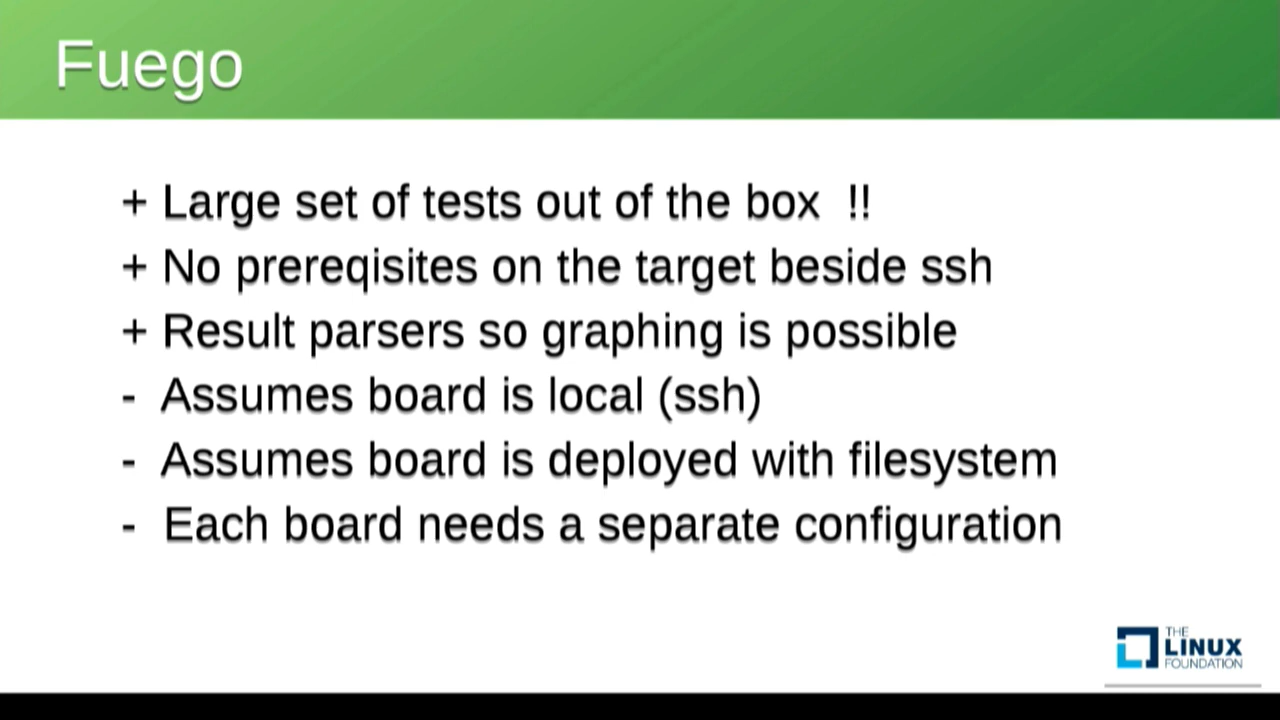 Fuego
+ Large set of tests out of the box !!
+ No prereqisites on the target beside ssh
+ Result parsers so graphing is possible
- Assumes board is local (ssh)
- Assumes board is deployed with filesystem
- Each board needs a separate configuration
THE
LINUX
FOUNDATION